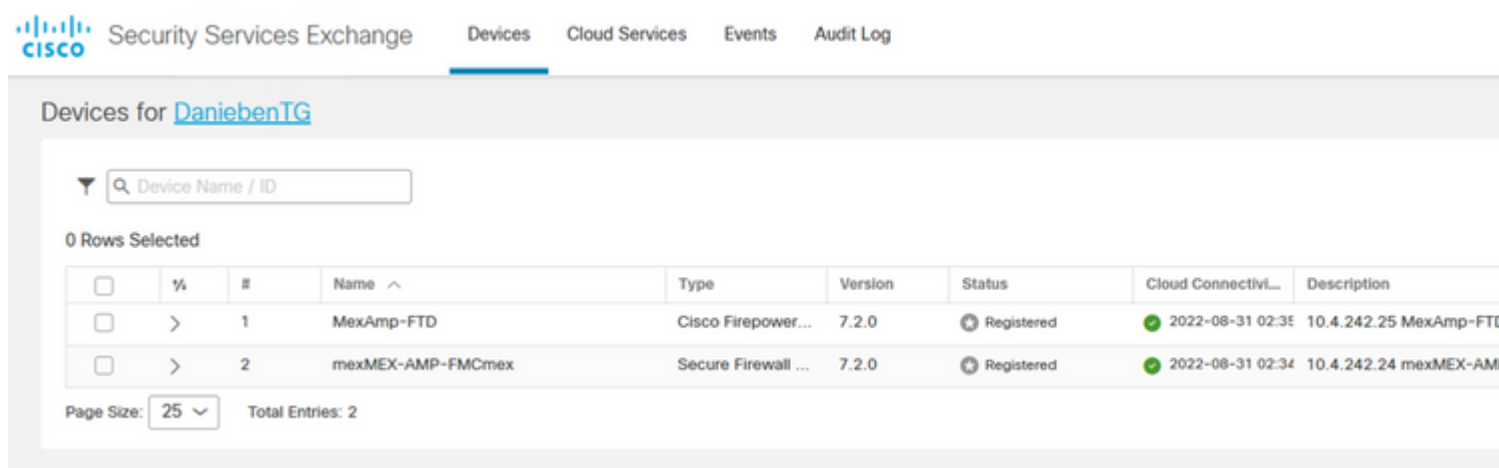 CISCO Security Services Exchange Devices Cloud Services Events Audit Log
Devices for DaniebenTG
Device Name / ID
0 Rows Selected
# Name Type Version Status Cloud Connectivi... Description
1 MexAmp-FTD Cisco Firepower... 7.2.0 Registered 2022-08-31 02:35 10.4.242.25 MexAmp-FTD
2 mexMEX-AMP-FMCmex Secure Firewall ... 7.2.0 Registered 2022-08-31 02:34 10.4.242.24 mexMEX-AM
Page Size: 25 Total Entries: 2